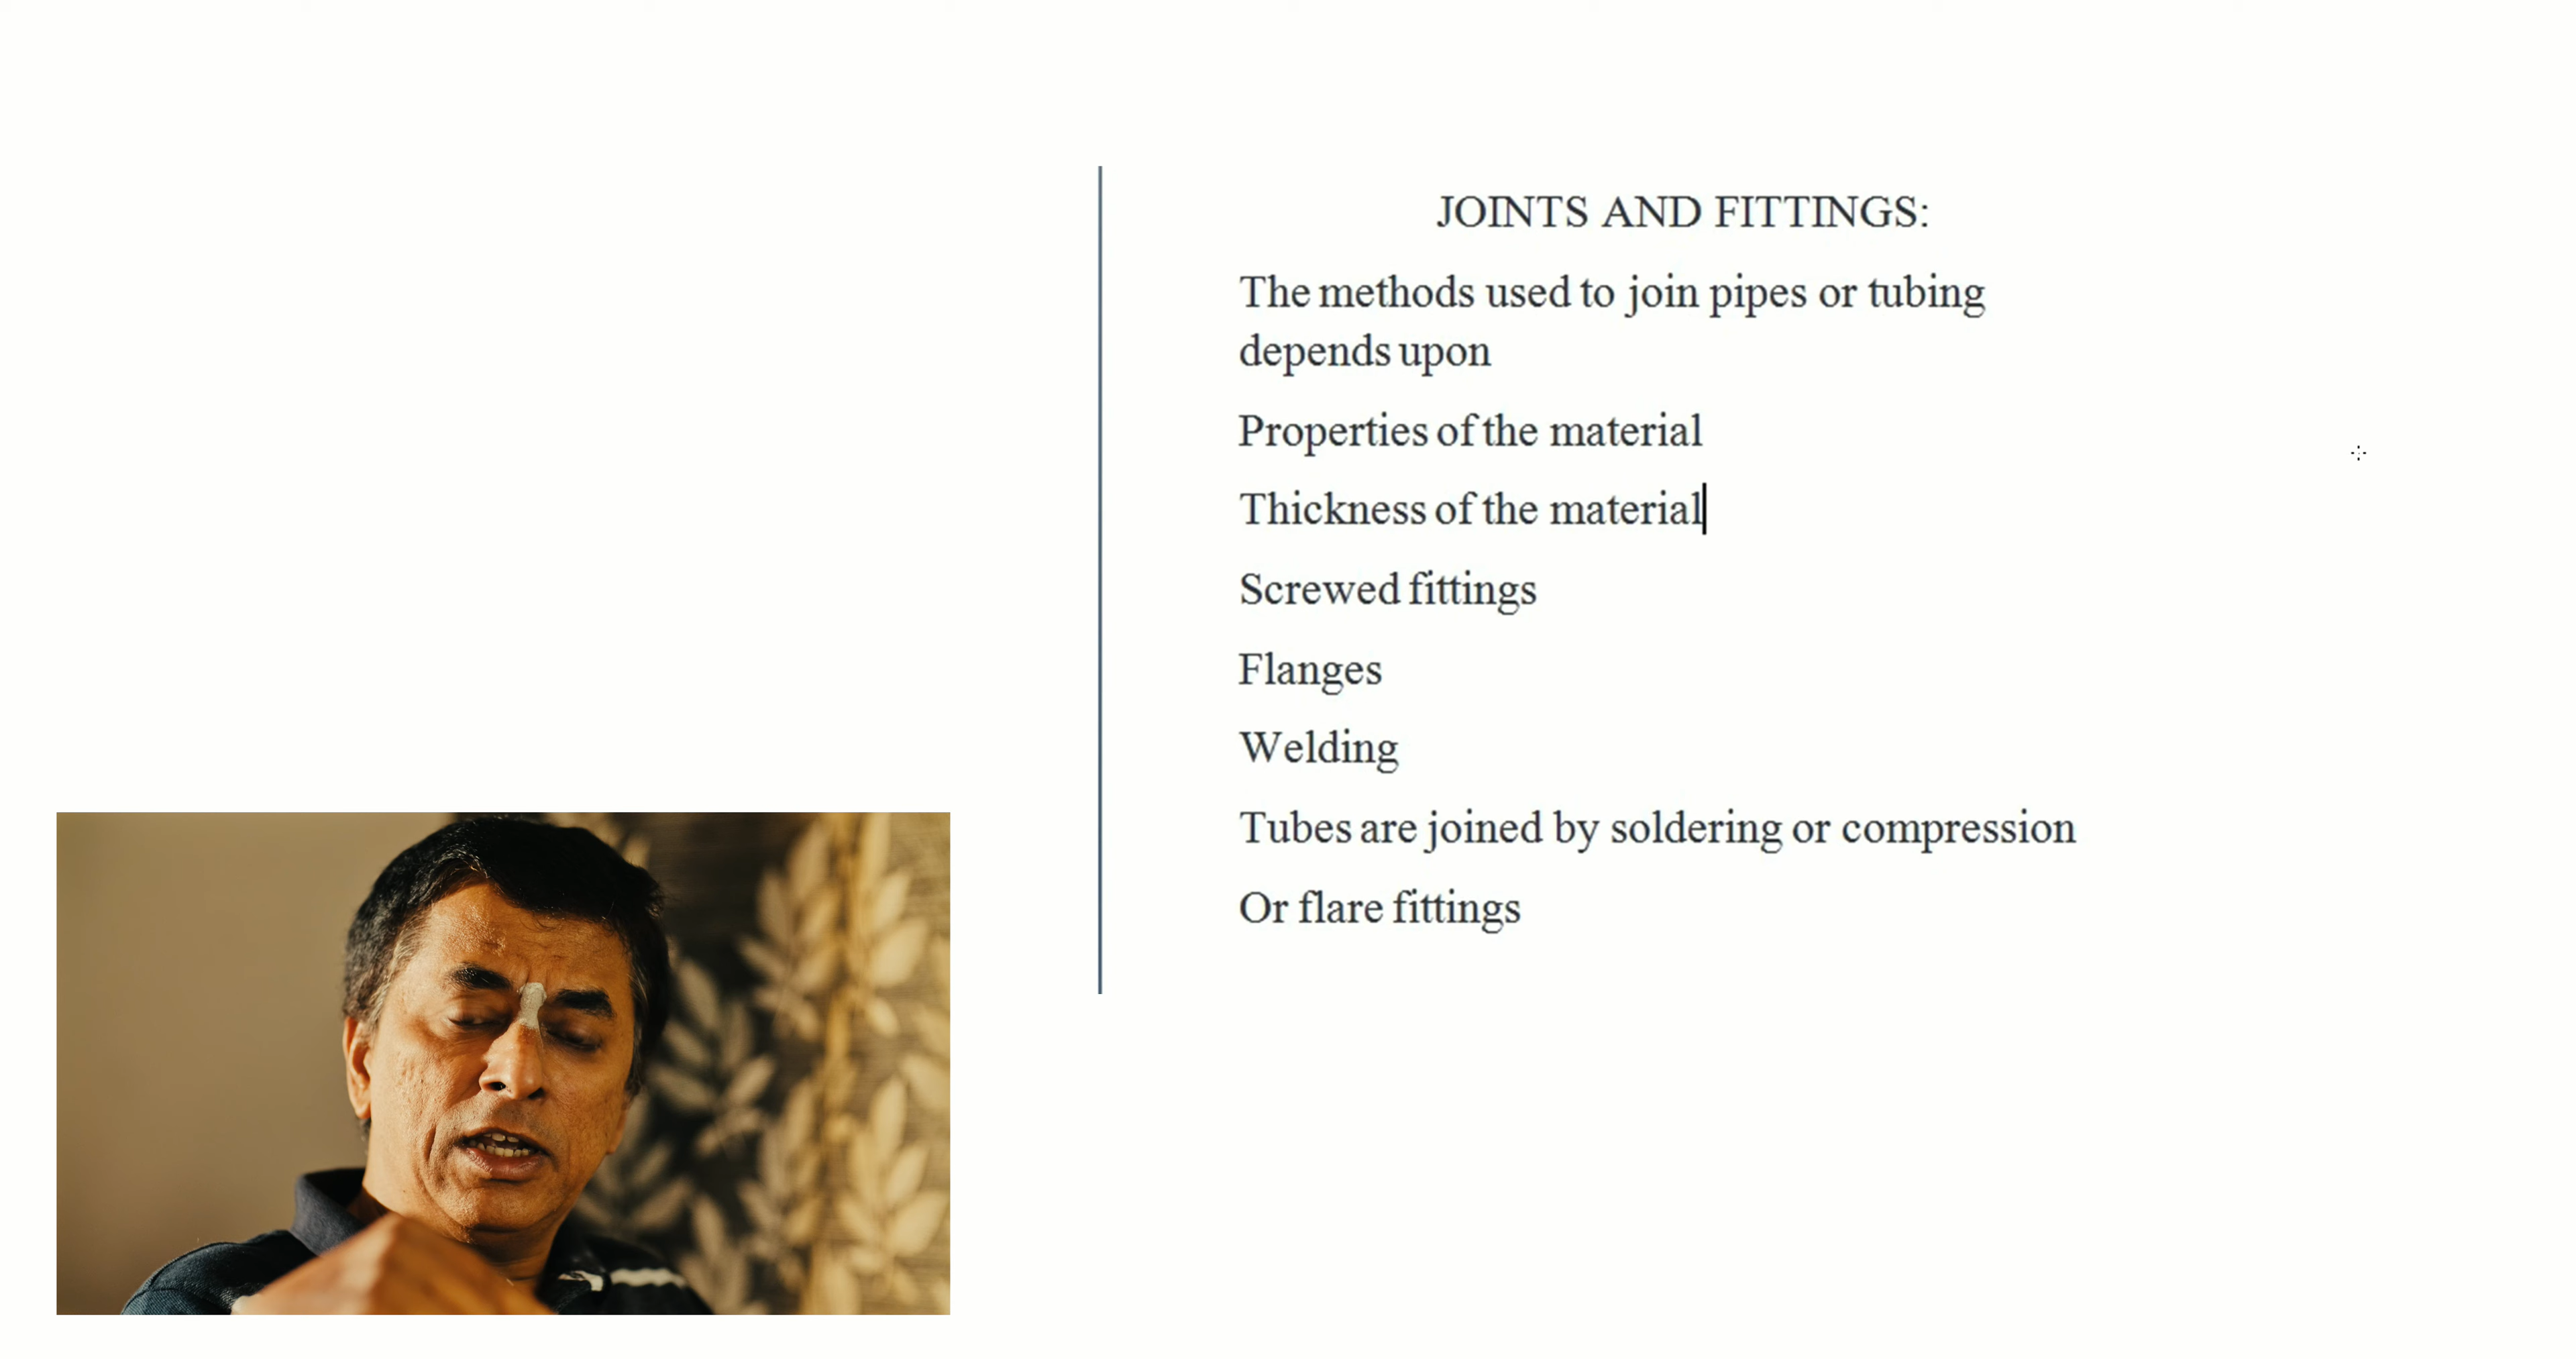 JOINTS AND FITTINGS:
The methods used to join pipes or tubing
depends upon
Properties of the material
Thickness of the material
Screwed fittings
Flanges
Welding
Tubes are joined by soldering or compression
Or flare fittings